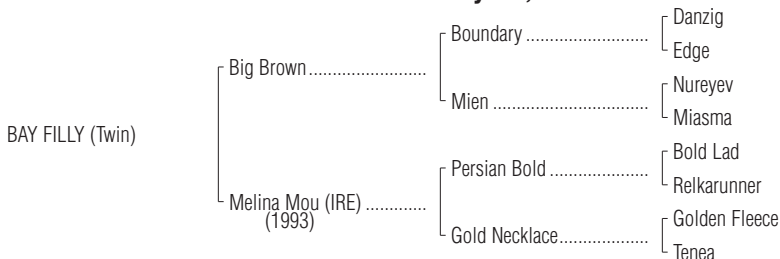 Danzig
Boundary ..................................
Edge
Big Brown.................................
Nureyev
Mien ...........................................
Miasma
BAY FILLY (Twin)
Bold Lad
Persian Bold ...........................
Relkarunner
Melina Mou (IRE) .................
(1993)
Golden Fleece
Gold Necklace.........................
Tenea